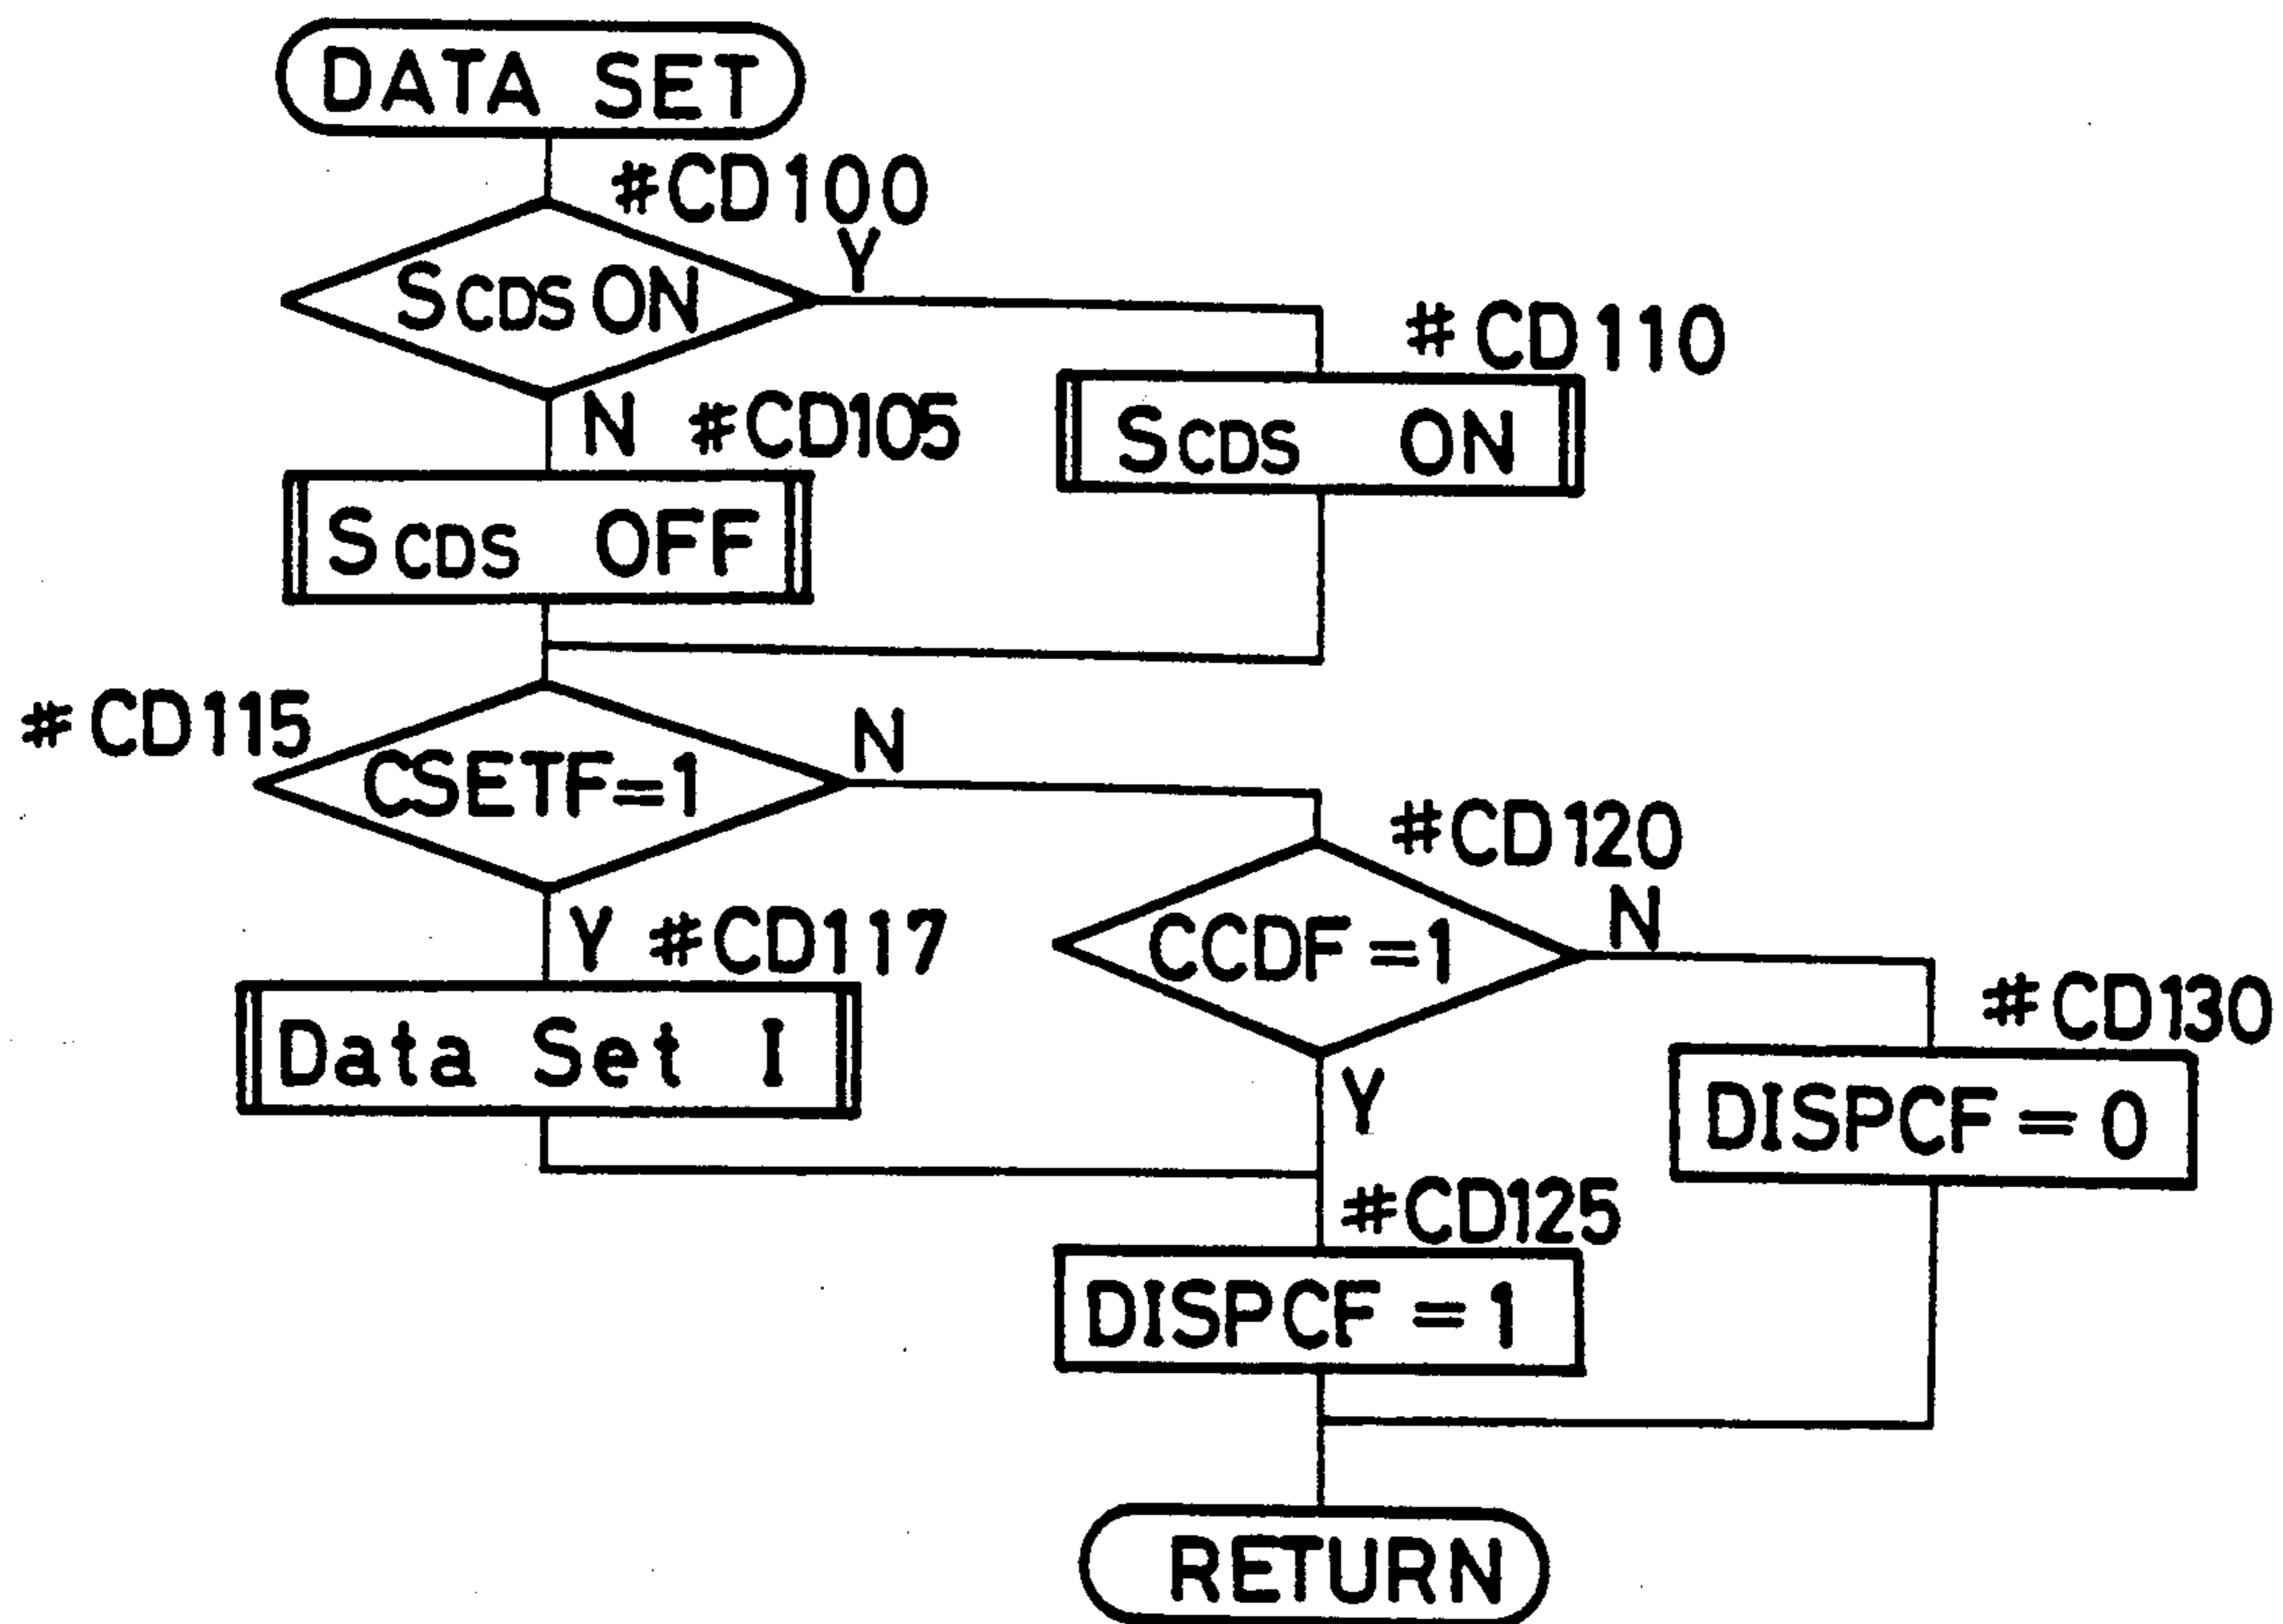 DATA SET
#CD100
SCDS ON
Y
#CD110
SCDS ON
N #CD105
SCDS OFF
#CD115
CSETF=1
N
#CD120
CCDF=1
N
Y #CD117
Data Set I
#CD130
DISPCF=0
Y
#CD125
DISPCF=1
RETURN